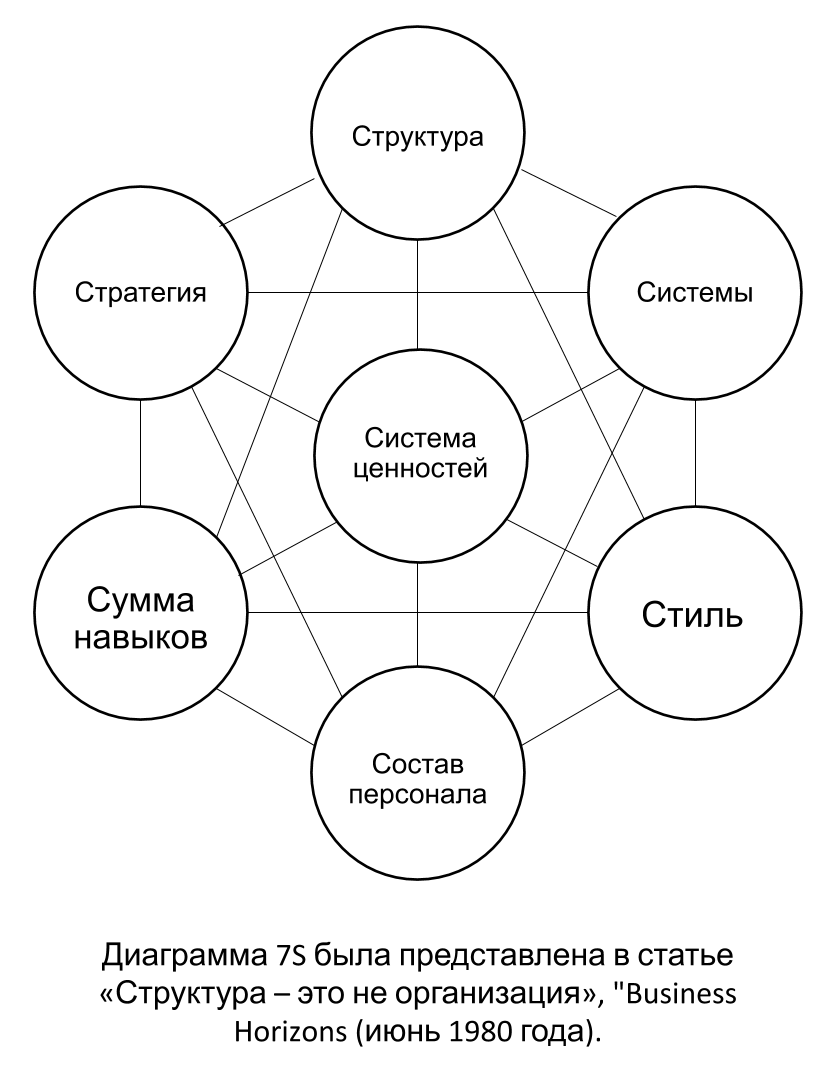 Структура
Стратегия
Системы
Система
ценностей
Сумма
навыков
Стиль
Состав
персонала
Диаграмма 7S была представлена в статье
«Структура – это не организация», "Business
Horizons (июнь 1980 года).